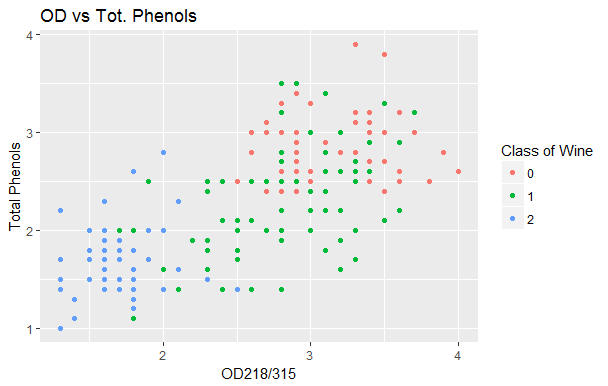 OD vs Tot. Phenols
4
3
2
1
Total Phenols
2 3 4
OD218/315
Class of Wine
0
1
2